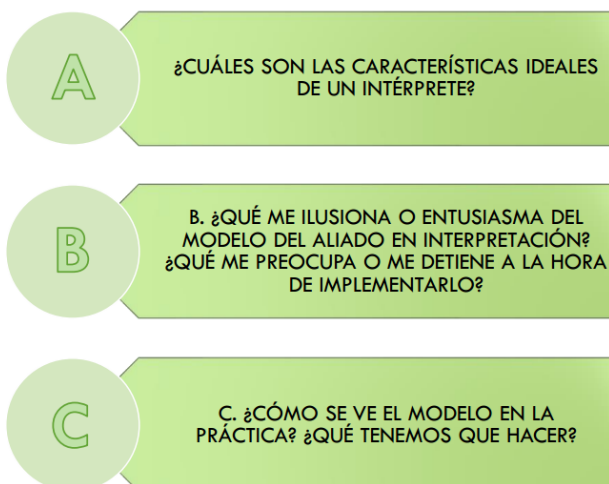 A
¿CUÁLES SON LAS CARACTERÍSTICAS IDEALES
DE UN INTÉRPRETE?
B
B. ¿QUÉ ME ILUSIONA O ENTUSIASMA DEL
MODELO DEL ALIADO EN INTERPRETACIÓN?
¿QUÉ ME PREOCUPA O ME DETIENE A LA HORA
DE IMPLEMENTARLO?
C
C. ¿CÓMO SE VE EL MODELO EN LA
PRÁCTICA? ¿QUÉ TENEMOS QUE HACER?